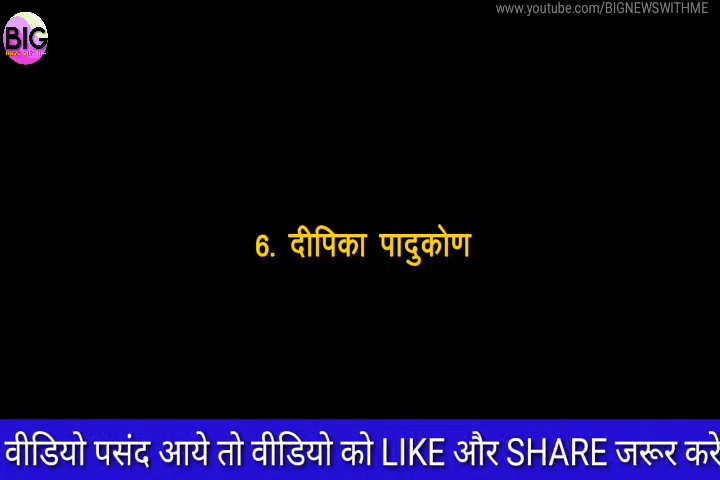 www.youtube.com/BIGNEWSWITHME
BIG
6. दीपिका पादुकोण
वीडियो पसंद आये तो वीडियो को LIKE और SHARE जरूर करे